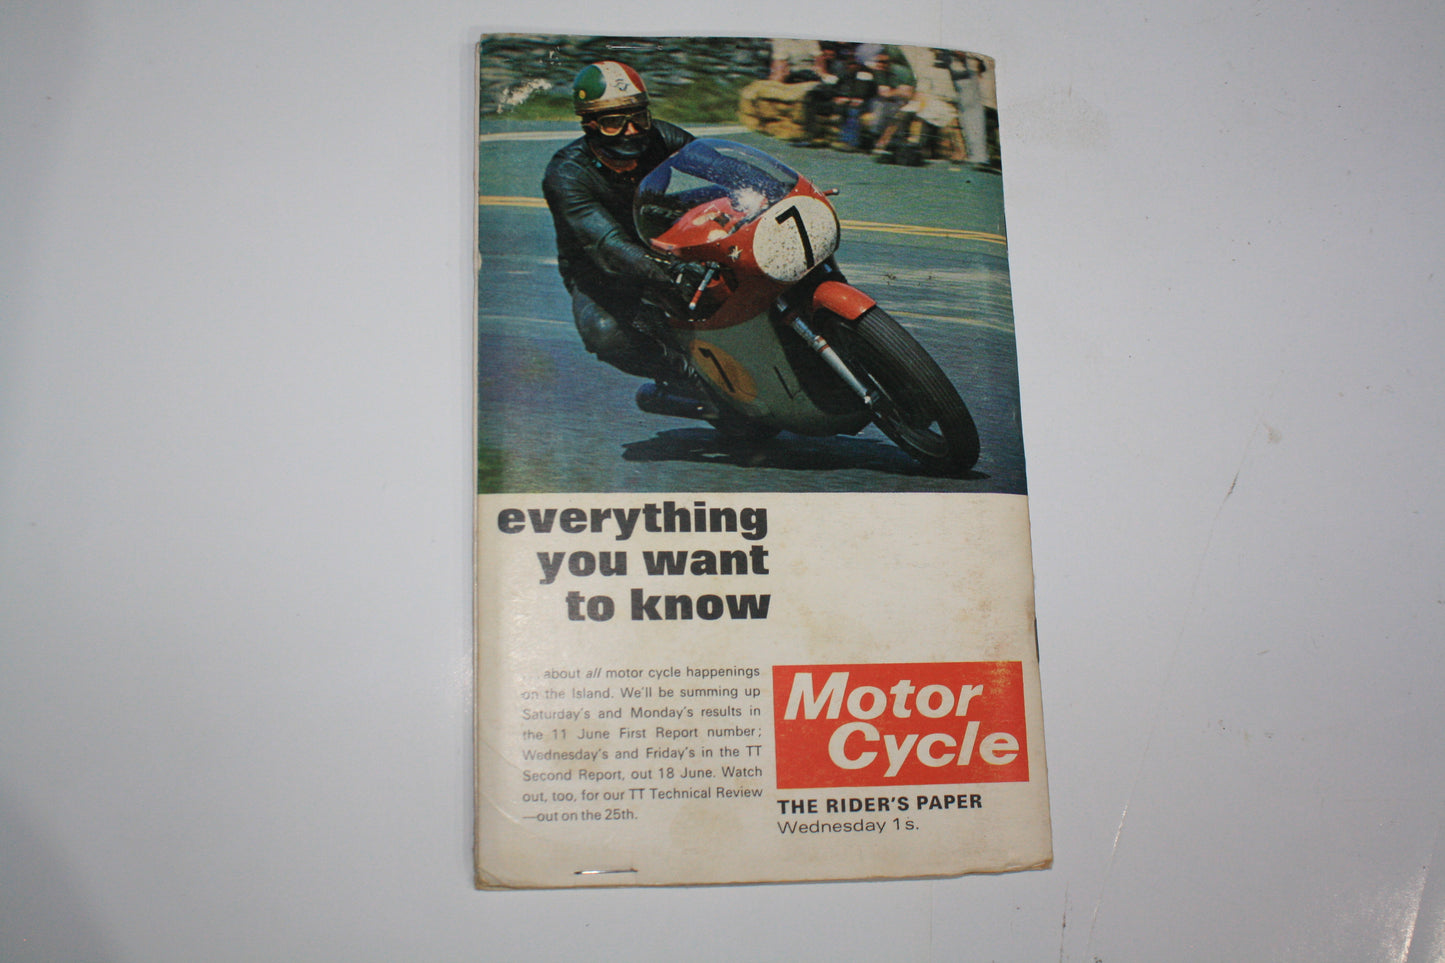 7
7
everything
you want
to know
. . . about all motor cycle happenings
on the Island. We'll be summing up
Saturday's and Monday's results in
the 11 June First Report number;
Wednesday's and Friday's in the TT
Second Report, out 18 June. Watch
out, too, for our TT Technical Review
—out on the 25th.
Motor
Cycle
THE RIDER'S PAPER
Wednesday 1s.